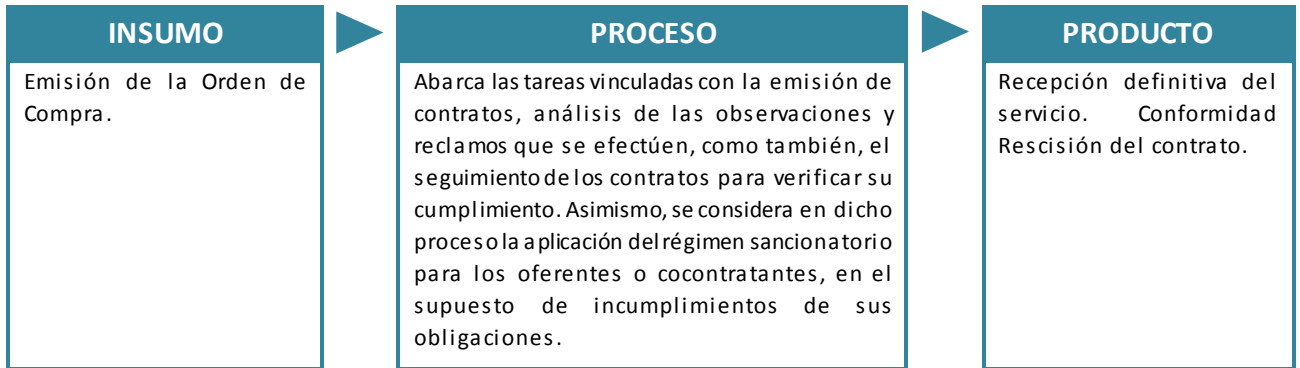 INSUMO
Emisión de la Orden de
Compra.
PROCESO
Abarca las tareas vinculadas con la emisión de
contratos, análisis de las observaciones y
reclamos que se efectúen, como también, el
seguimiento de los contratos para verificar su
cumplimiento. Asimismo, se considera en dicho
proceso la aplicación del régimen sancionatorio
para los oferentes o cocontratantes, en el
supuesto de incumplimientos de sus
obligaciones.
PRODUCTO
Recepción definitiva del
servicio. Conformidad
Rescisión del contrato.